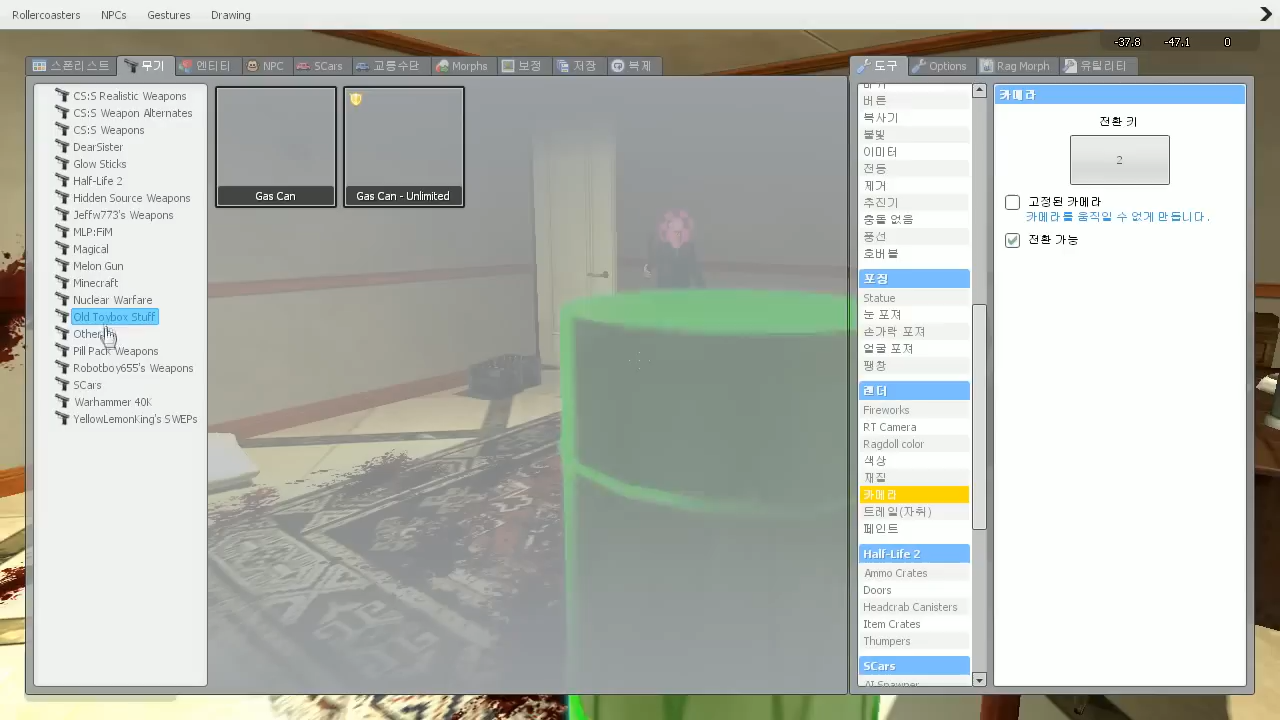 Rollercoasters NPCs Gestures Drawing
-37.8 -47.1 0
스폰리스트 무기 엔티티 NPC SCars 교통수단 Morphs 보정 저장 복제
도구 Options Rag Morph 유틸리티
CS:S Realistic Weapons
CS:S Weapon Alternates
CS:S Weapons
DearSister
Glow Sticks
Half-Life 2
Hidden Source Weapons
Jeffw773's Weapons
MLP:FiM
Magical
Melon Gun
Minecraft
Nuclear Warfare
Old Toybox Stuff
Other
Pill Pack Weapons
Robotboy655's Weapons
SCars
Warhammer 40K
YellowLemonKing's SWEPs
Gas Can
Gas Can - Unlimited
버튼
복사기
불빛
이미터
전등
제거
추진기
충돌 없음
풍선
호버볼
포징
Statue
눈 포져
손가락 포져
얼굴 포져
팽창
렌더
Fireworks
RT Camera
Ragdoll color
색상
재질
카메라
트레일(자취)
페인트
Half-Life 2
Ammo Crates
Doors
Headcrab Canisters
Item Crates
Thumpers
SCars
AI Spawner
카메라
전환 키
2
고정된 카메라
카메라를 움직일 수 없게 만듭니다.
전환 가능